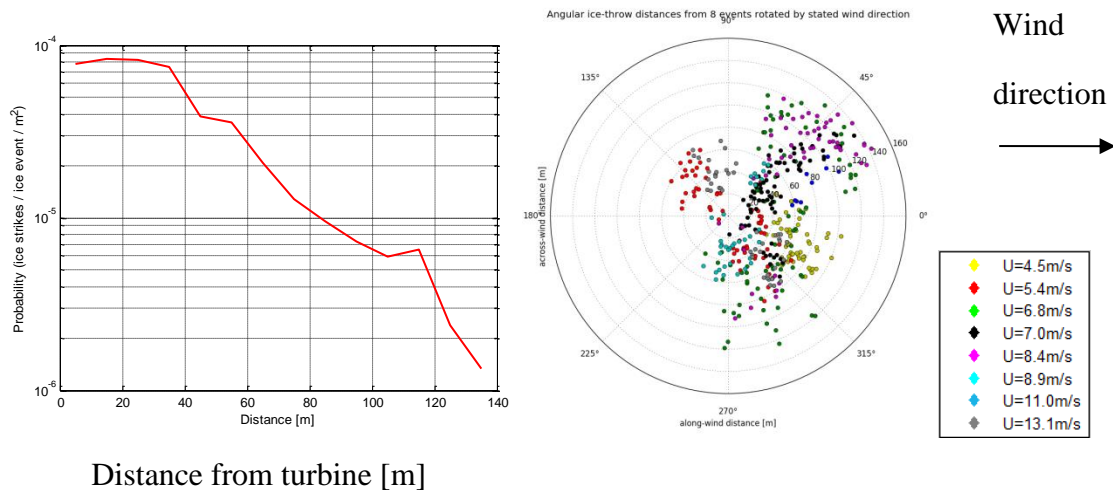 10⁻⁴
10⁻⁵
10⁻⁶
Probability (ice strikes / ice event / m²)
0 20 40 60 80 100 120 140
Distance [m]
Distance from turbine [m]
Angular ice-throw distances from 8 events rotated by stated wind direction
90°
135°
45°
160
140
120
100
80
60
180°
0°
across-wind distance [m]
225°
315°
270°
along-wind distance [m]
Wind
direction
U=4.5m/s
U=5.4m/s
U=6.8m/s
U=7.0m/s
U=8.4m/s
U=8.9m/s
U=11.0m/s
U=13.1m/s